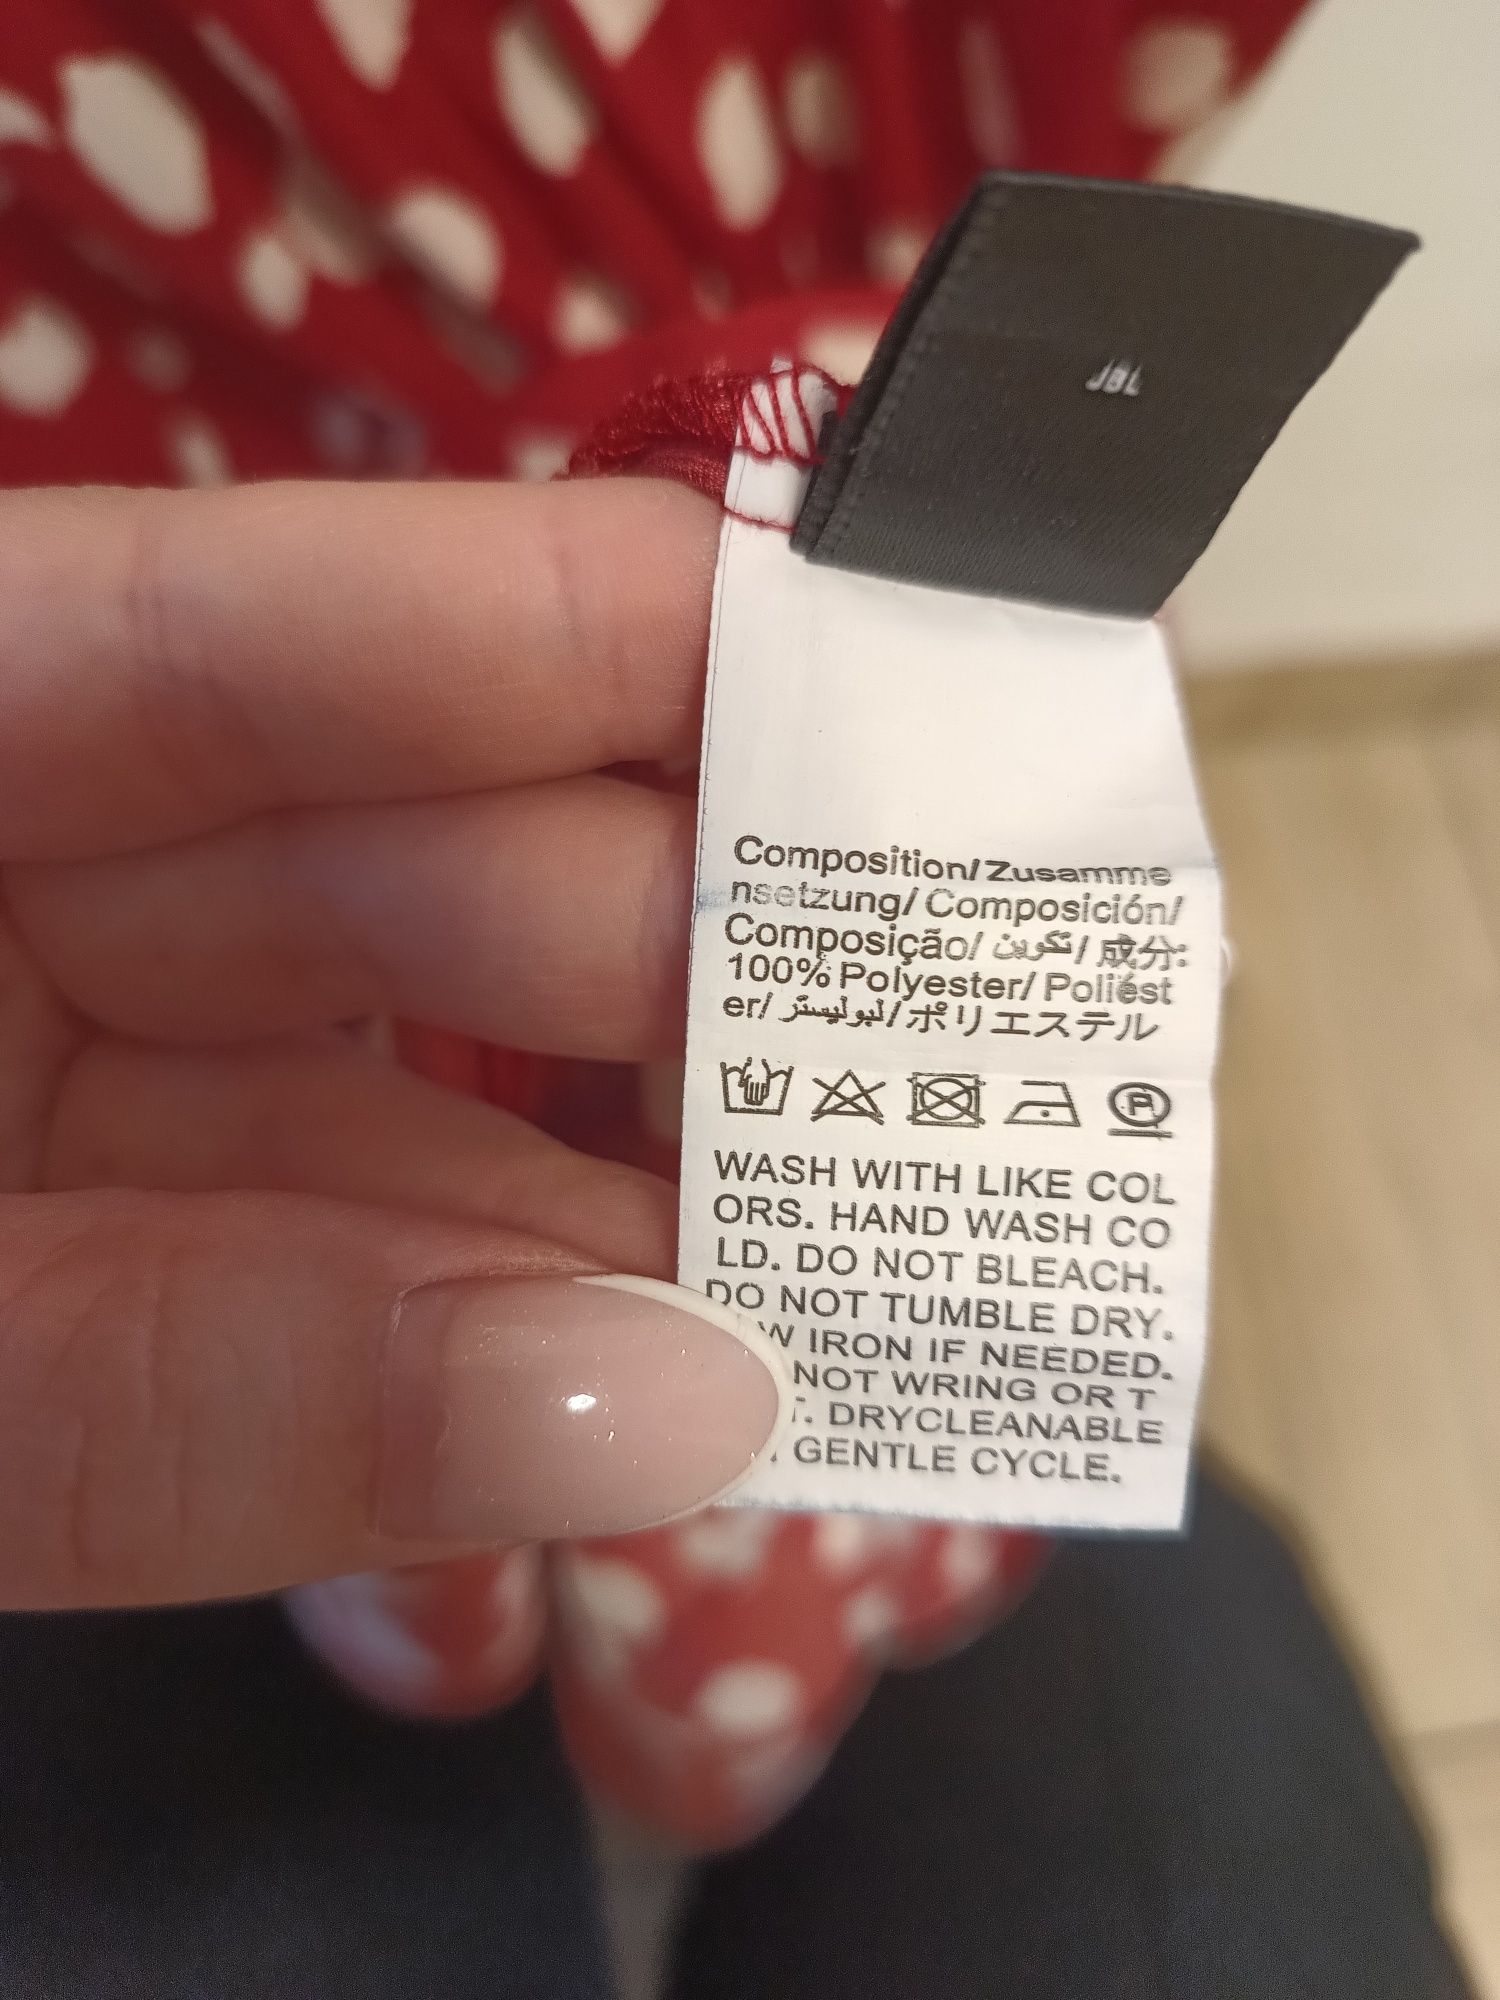 JBL
Composition/Zusamme
nsetzung/Composición/
Composição/ تكوين/ 成分:
100% Polyester/ Poliést
er/ لبوليستر/ポリエステル
P
WASH WITH LIKE COL
ORS. HAND WASH CO
LD. DO NOT BLEACH.
DO NOT TUMBLE DRY.
W IRON IF NEEDED.
NOT WRING OR T
. DRYCLEANABLE
. GENTLE CYCLE.